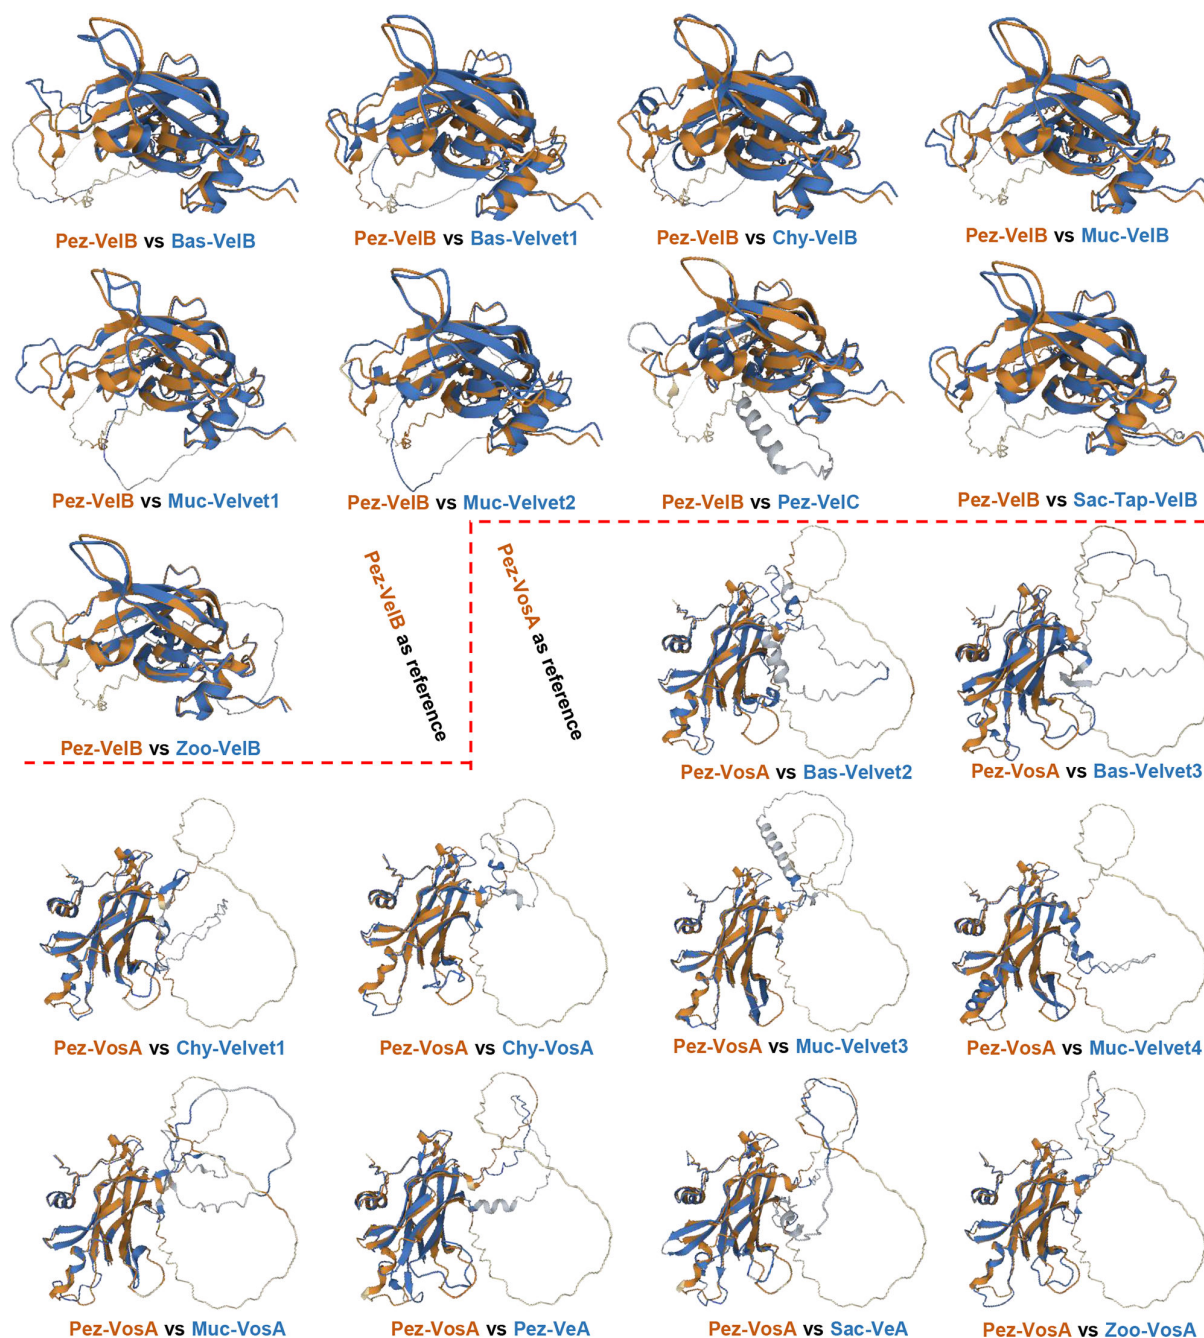 Pez-VelB vs Bas-VelB
Pez-VelB vs Bas-Velvet1
Pez-VelB vs Chy-VelB
Pez-VelB vs Muc-VelB
Pez-VelB vs Muc-Velvet1
Pez-VelB vs Muc-Velvet2
Pez-VelB vs Pez-VelC
Pez-VelB vs Sac-Tap-VelB
Pez-VelB vs Zoo-VelB
Pez-VelB as reference
Pez-VosA as reference
Pez-VosA vs Bas-Velvet2
Pez-VosA vs Bas-Velvet3
Pez-VosA vs Chy-Velvet1
Pez-VosA vs Chy-VosA
Pez-VosA vs Muc-Velvet3
Pez-VosA vs Muc-Velvet4
Pez-VosA vs Muc-VosA
Pez-VosA vs Pez-VeA
Pez-VosA vs Sac-VeA
Pez-VosA vs Zoo-VosA